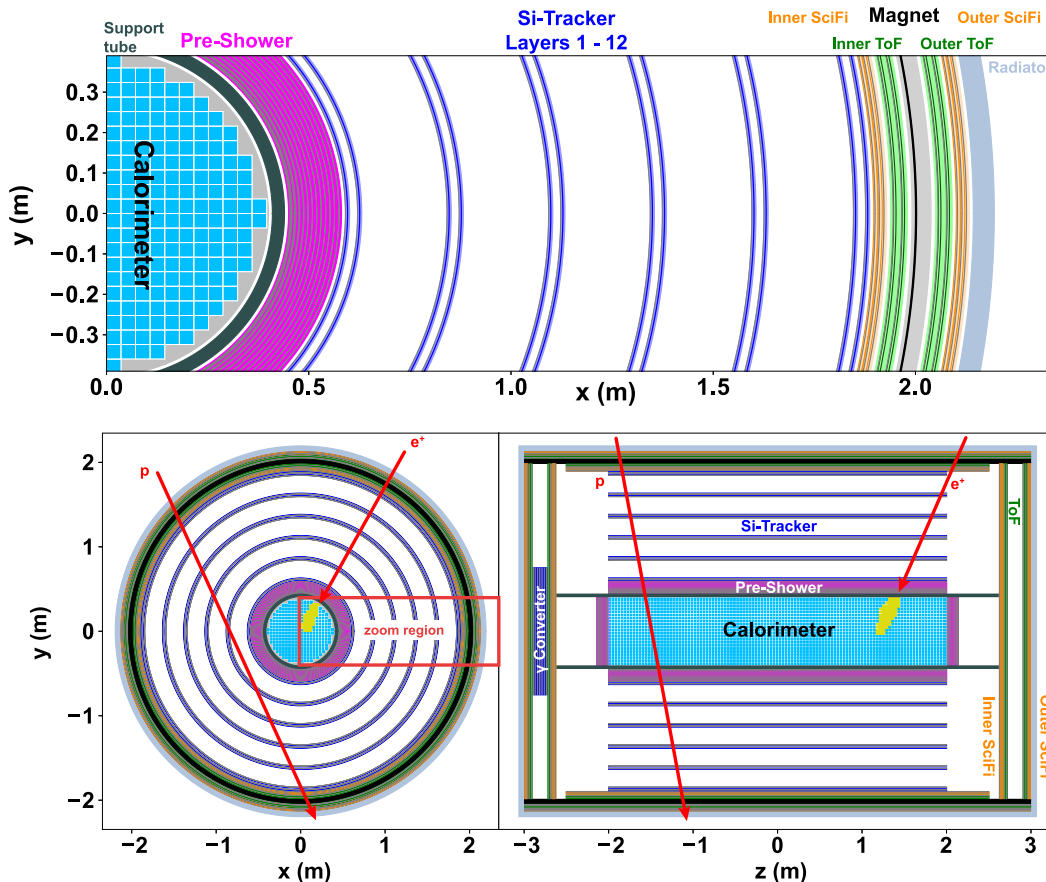 Support
tube
Pre-Shower
Si-Tracker
Layers 1 - 12
Inner SciFi
Magnet
Outer SciFi
Inner ToF
Outer ToF
Radiato
Calorimeter
y (m)
0.3
0.2
0.1
0.0
−0.1
−0.2
−0.3
0.0
0.5
1.0
1.5
2.0
x (m)
p
e⁺
zoom region
y (m)
2
1
0
−1
−2
−2
−1
0
1
2
x (m)
p
e⁺
Si-Tracker
ToF
Pre-Shower
γ Converter
Calorimeter
Inner SciFi
Outer SciFi
−3
−2
−1
0
1
2
3
z (m)